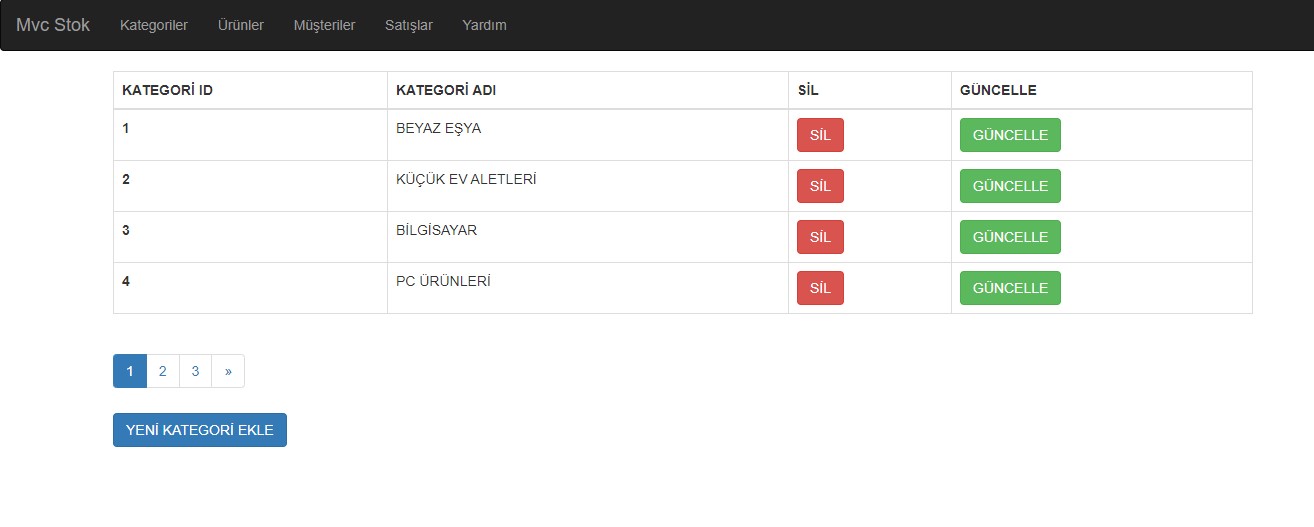 Mvc Stok Kategoriler Ürünler Müşteriler Satışlar Yardım
KATEGORİ ID KATEGORİ ADI SİL GÜNCELLE
1 BEYAZ EŞYA SİL GÜNCELLE
2 KÜÇÜK EV ALETLERİ SİL GÜNCELLE
3 BİLGİSAYAR SİL GÜNCELLE
4 PC ÜRÜNLERİ SİL GÜNCELLE
1 2 3 »
YENİ KATEGORİ EKLE